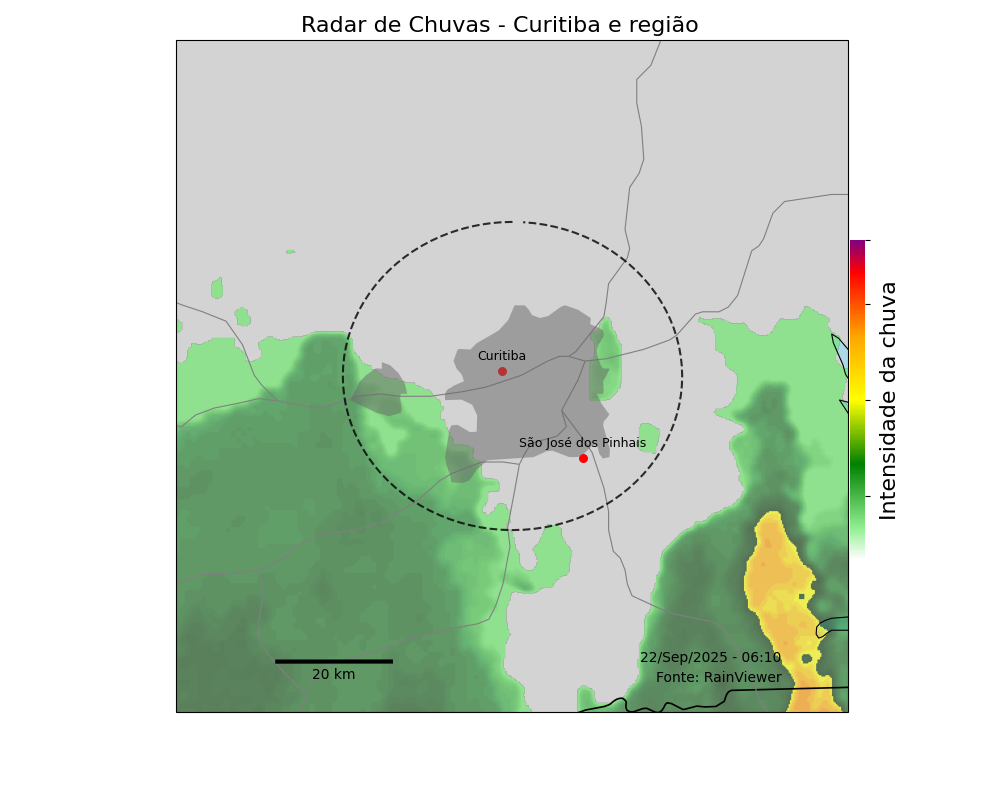 Radar de Chuvas - Curitiba e região
Curitiba
São José dos Pinhais
Intensidade da chuva
22/Sep/2025 - 06:10
Fonte: RainViewer
20 km